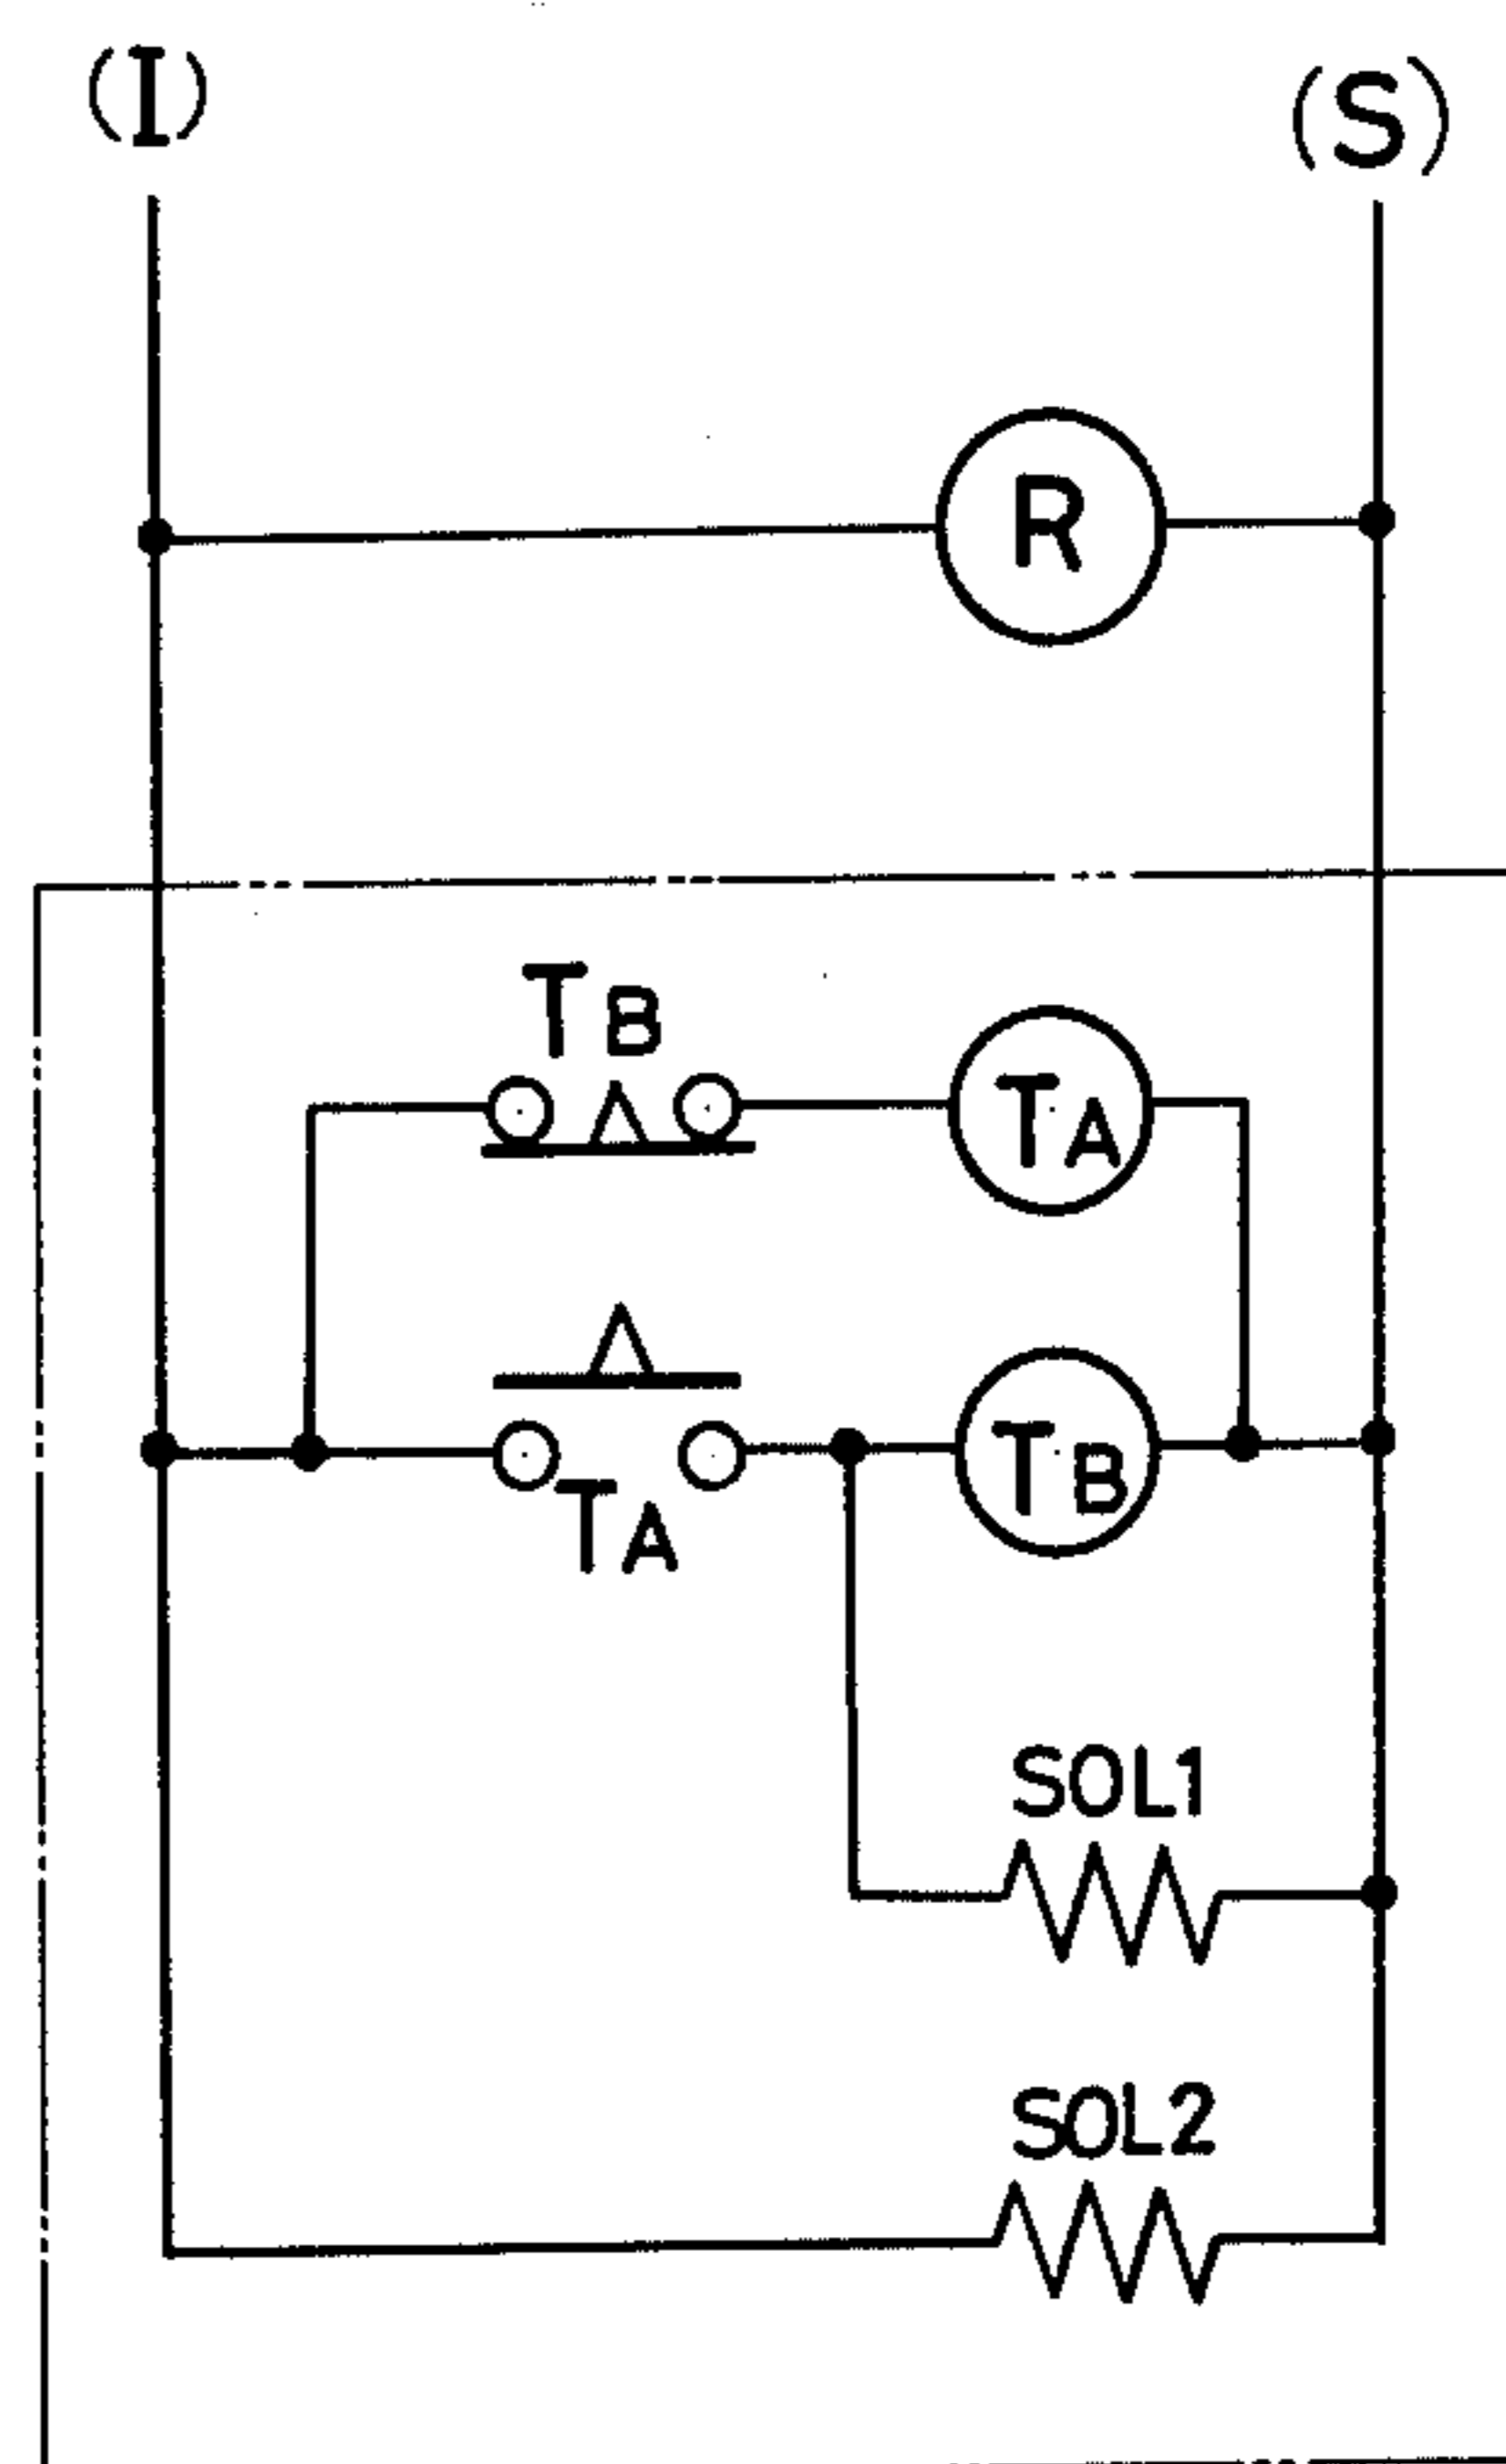 (I) (S)
R
TB
TA
TA
TB
SOL1
SOL2